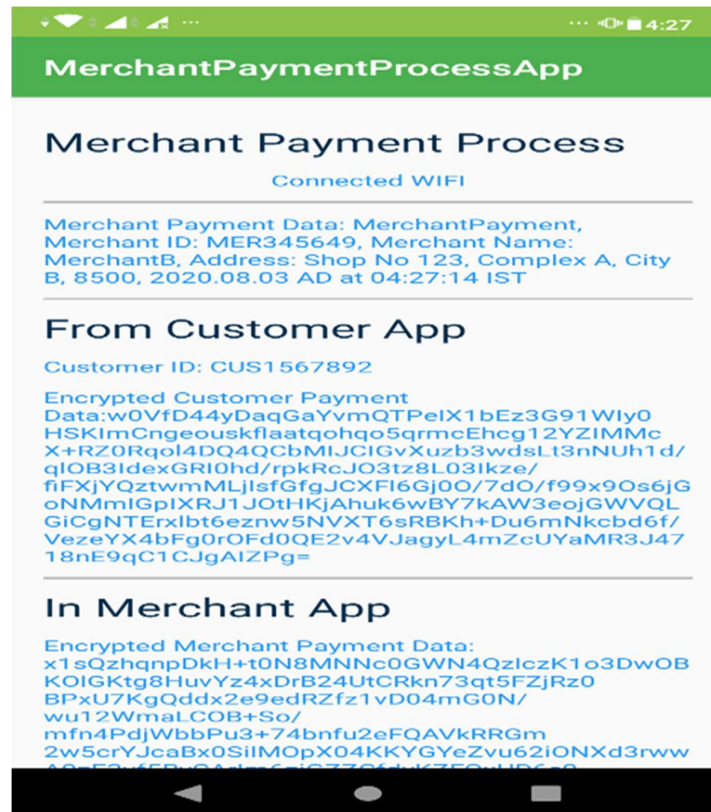 4:27
MerchantPaymentProcessApp
Merchant Payment Process
Connected WIFI
Merchant Payment Data: MerchantPayment,
Merchant ID: MER345649, Merchant Name:
MerchantB, Address: Shop No 123, Complex A, City
B, 8500, 2020.08.03 AD at 04:27:14 IST
From Customer App
Customer ID: CUS1567892
Encrypted Customer Payment
Data:w0VfD44yDaqGaYvmQTPeIX1bEz3G91WIy0
HSKImCngeouskflaatqohqo5qrmcEhcg12YZIMMc
X+RZ0Rqol4DQ4QCbMIJCIGvXuzb3wdsLt3nNUh1d/
qIOB3IdexGRI0hd/rpkRcJO3tz8L03Ikze/
fiFXjYQztwmMLjIsfGfgJCXFI6Gj0O/7dO/f99x9Os6jG
oNMmIGpIXRJ1JOtHKjAhuk6wBY7kAW3eojGWVQL
GiCgNTErxIbt6eznw5NVXT6sRBKh+Du6mNkcbd6f/
VezeYX4bFg0rOFd0QE2v4VJagyL4mZcUYaMR3J47
18nE9qC1CJgAIZPg=
In Merchant App
Encrypted Merchant Payment Data:
x1sQzhqnpDkH+t0N8MNNc0GWN4QzIczK1o3DwOB
KOIGKtg8HuvYz4xDrB24UtCRkn73qt5FZjRz0
BPxU7KgQddx2e9edRZfz1vD04mG0N/
wu12WmaLCOB+So/
mfn4PdjWbbPu3+74bnfu2eFQAVkRRGm
2w5crYJcaBx0SiIMOpX04KKYGYeZvu62iONXd3rww